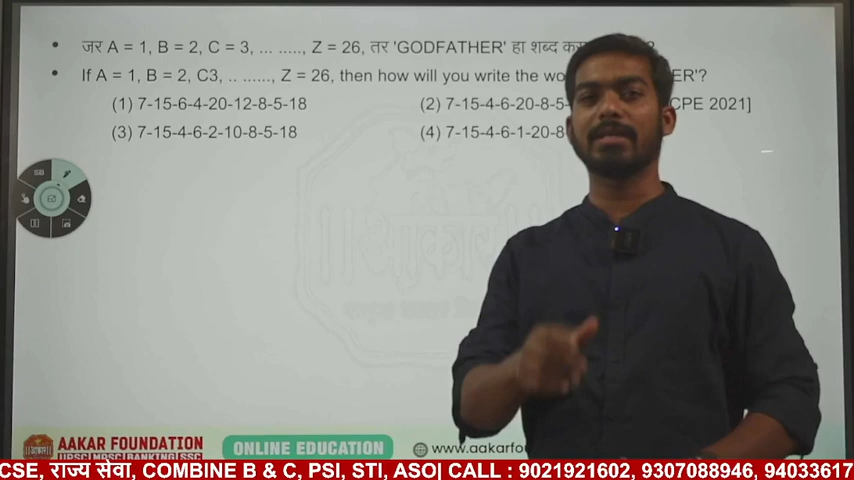 • जर A = 1, B = 2, C = 3, ... ....., Z = 26, तर 'GODFATHER' हा शब्द
• If A = 1, B = 2, C3, .. ......, Z = 26, then how will you write the ER'?
(1) 7-15-6-4-20-12-8-5-18 (2) 7-15-4-6-20-8-5- CPE 2021]
(3) 7-15-4-6-2-10-8-5-18 (4) 7-15-4-6-1-20-8
॥आकार॥
आकार
AAKAR FOUNDATION
UPSC|MPSC|BANKING|SSC
ONLINE EDUCATION
www.aakarfou
CSE, राज्य सेवा, COMBINE B & C, PSI, STI, ASO| CALL : 9021921602, 9307088946, 94033617